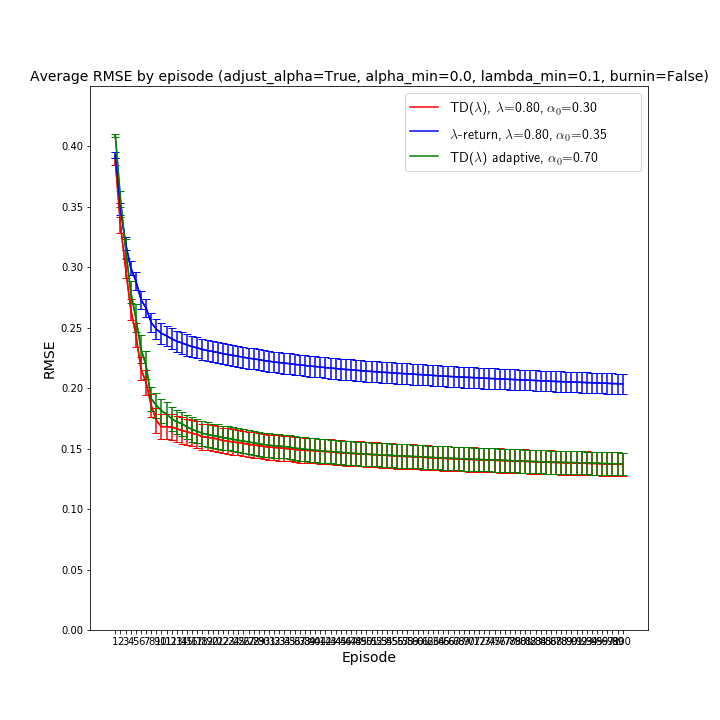 Average RMSE by episode (adjust_alpha=True, alpha_min=0.0, lambda_min=0.1, burnin=False)
TD(λ), λ=0.80, α₀=0.30
λ-return, λ=0.80, α₀=0.35
TD(λ) adaptive, α₀=0.70
0.40
0.35
0.30
0.25
0.20
0.15
0.10
0.05
0.00
RMSE
Episode